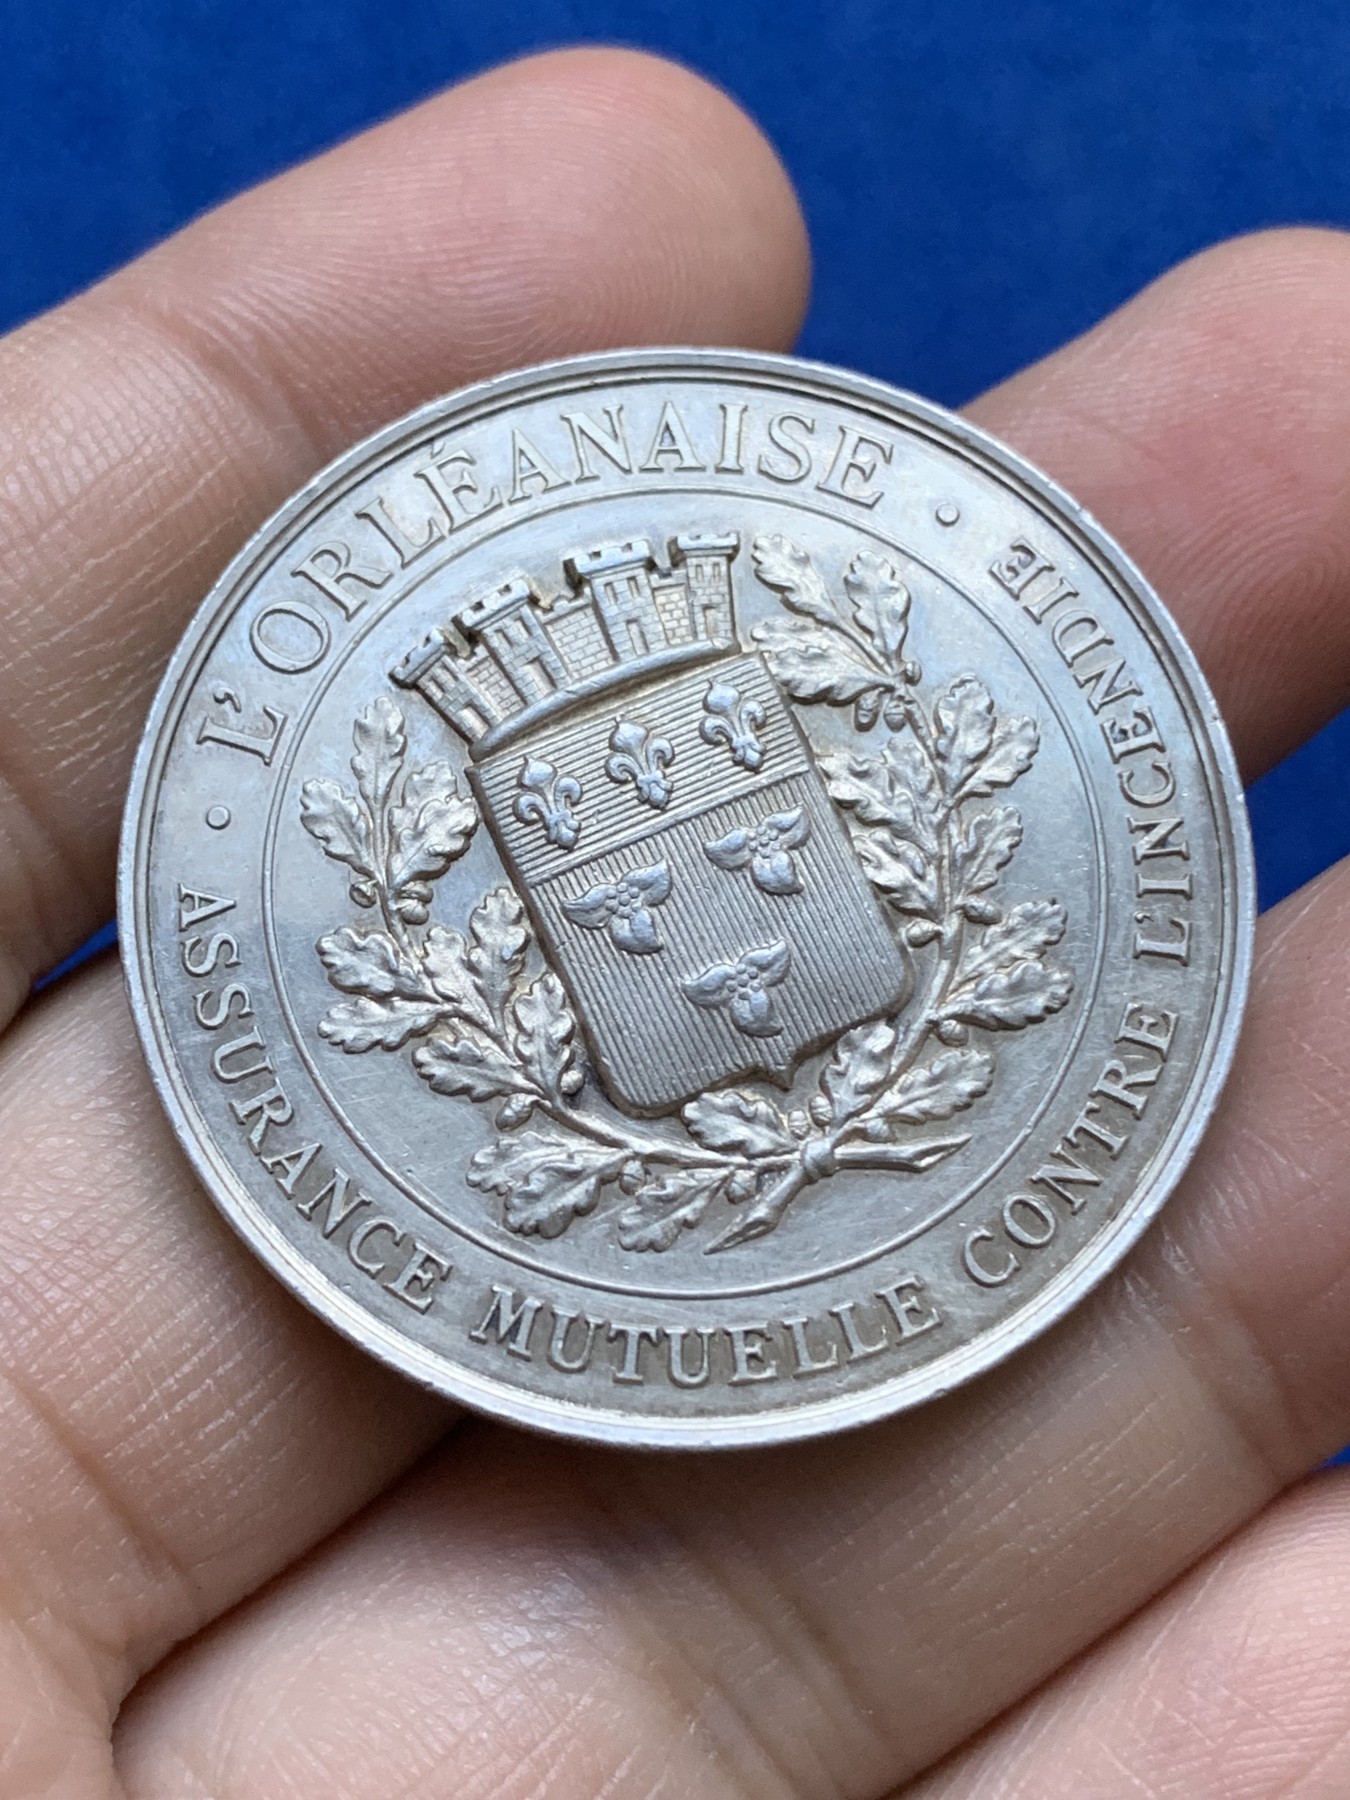 · L'ORLÉANAISE ·
ASSURANCE MUTUELLE CONTRE L'INCENDIE